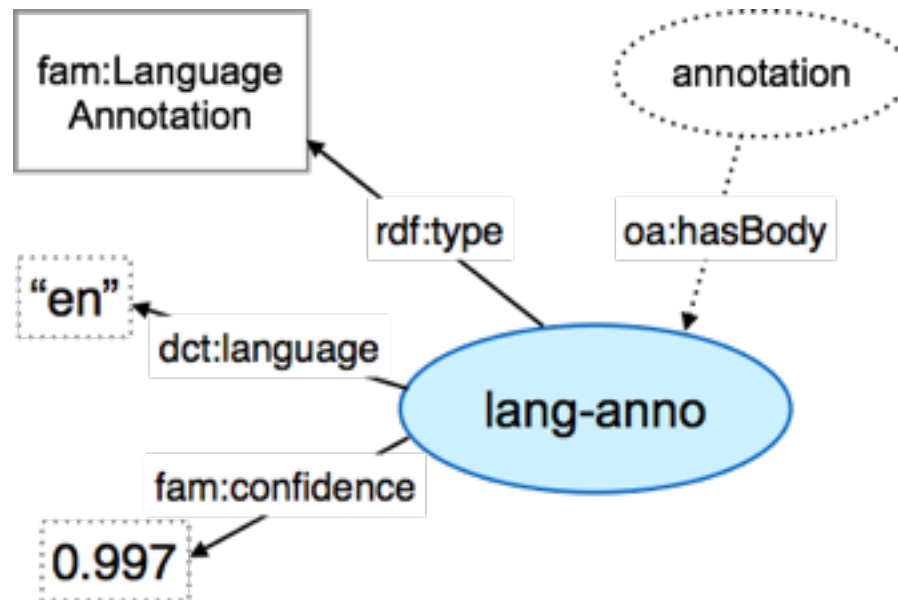 fam:Language
Annotation
annotation
rdf:type
oa:hasBody
“en”
dct:language
lang-anno
fam:confidence
0.997